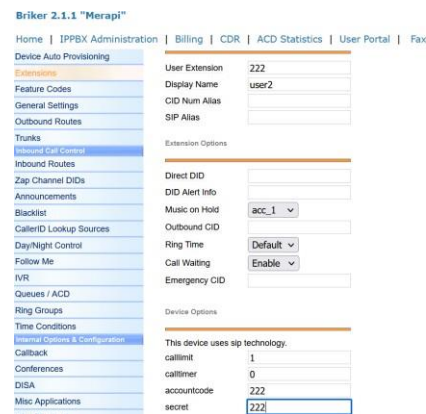 Briker 2.1.1 "Merapi"
Home | IPPBX Administration | Billing | CDR | ACD Statistics | User Portal | Fax
Device Auto Provisioning
Extensions
Feature Codes
General Settings
Outbound Routes
Trunks
Inbound Call Control
Inbound Routes
Zap Channel DIDs
Announcements
Blacklist
CallerID Lookup Sources
Day/Night Control
Follow Me
IVR
Queues / ACD
Ring Groups
Time Conditions
Internal Options & Configuration
Callback
Conferences
DISA
Misc Applications
User Extension 222
Display Name user2
CID Num Alias
SIP Alias
Extension Options
Direct DID
DID Alert Info
Music on Hold acc_1
Outbound CID
Ring Time Default
Call Waiting Enable
Emergency CID
Device Options
This device uses sip technology.
calllimit 1
calltimer 0
accountcode 222
secret 222